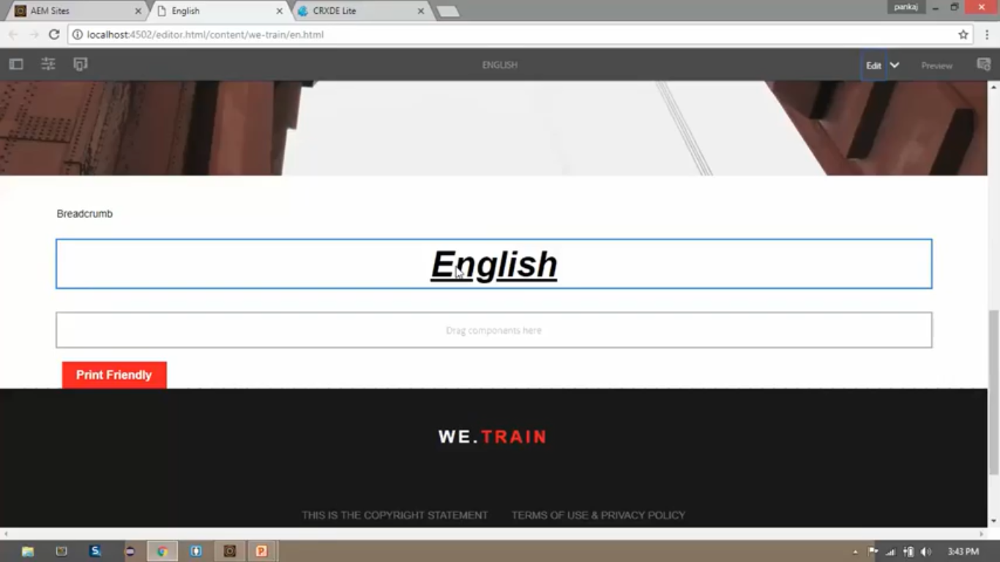 AEM Sites
English
CRXDE Lite
pankaj
localhost:4502/editor.html/content/we-train/en.html
ENGLISH
Edit
Preview
Breadcrumb
English
Drag components here
Print Friendly
WE.TRAIN
THIS IS THE COPYRIGHT STATEMENT TERMS OF USE & PRIVACY POLICY
3:43 PM